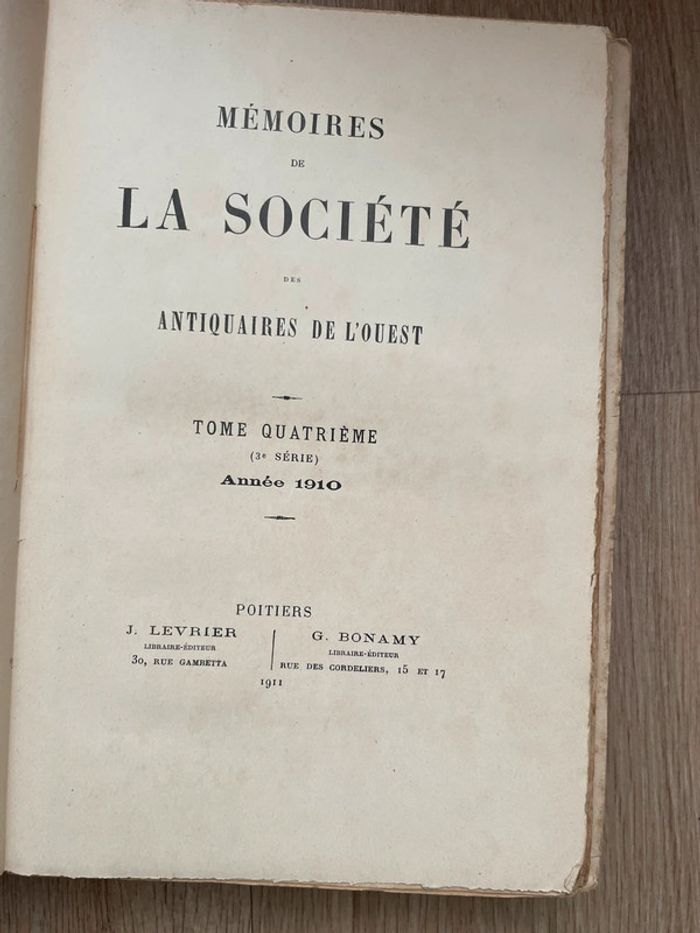 MÉMOIRES
DE
LA SOCIÉTÉ
DES
ANTIQUAIRES DE L'OUEST
TOME QUATRIÈME
(3e SÉRIE)
Année 1910
POITIERS
J. LEVRIER
LIBRAIRE-ÉDITEUR
30, RUE GAMBETTA
G. BONAMY
LIBRAIRE-ÉDITEUR
RUE DES CORDELIERS, 15 ET 17
1911